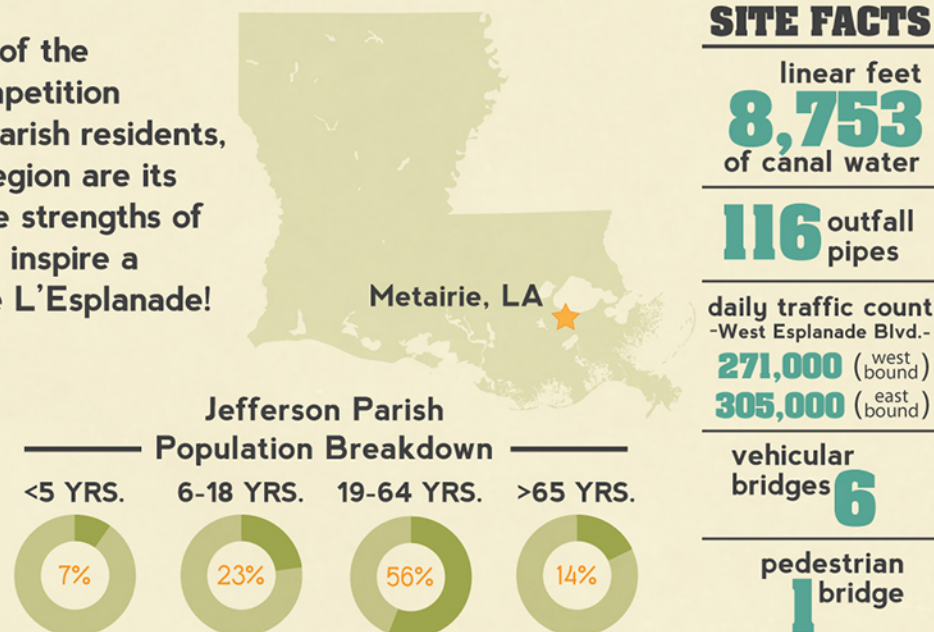 of the
mpetition
arish residents,
egion are its
e strengths of
inspire a
e L'Esplanade!
Metairie, LA
Jefferson Parish
Population Breakdown
<5 YRS. 6-18 YRS. 19-64 YRS. >65 YRS.
7% 23% 56% 14%
SITE FACTS
linear feet
8,753
of canal water
116 outfall
pipes
daily traffic count
-West Esplanade Blvd.-
271,000 (west
bound)
305,000 (east
bound)
vehicular
bridges 6
pedestrian
1 bridge